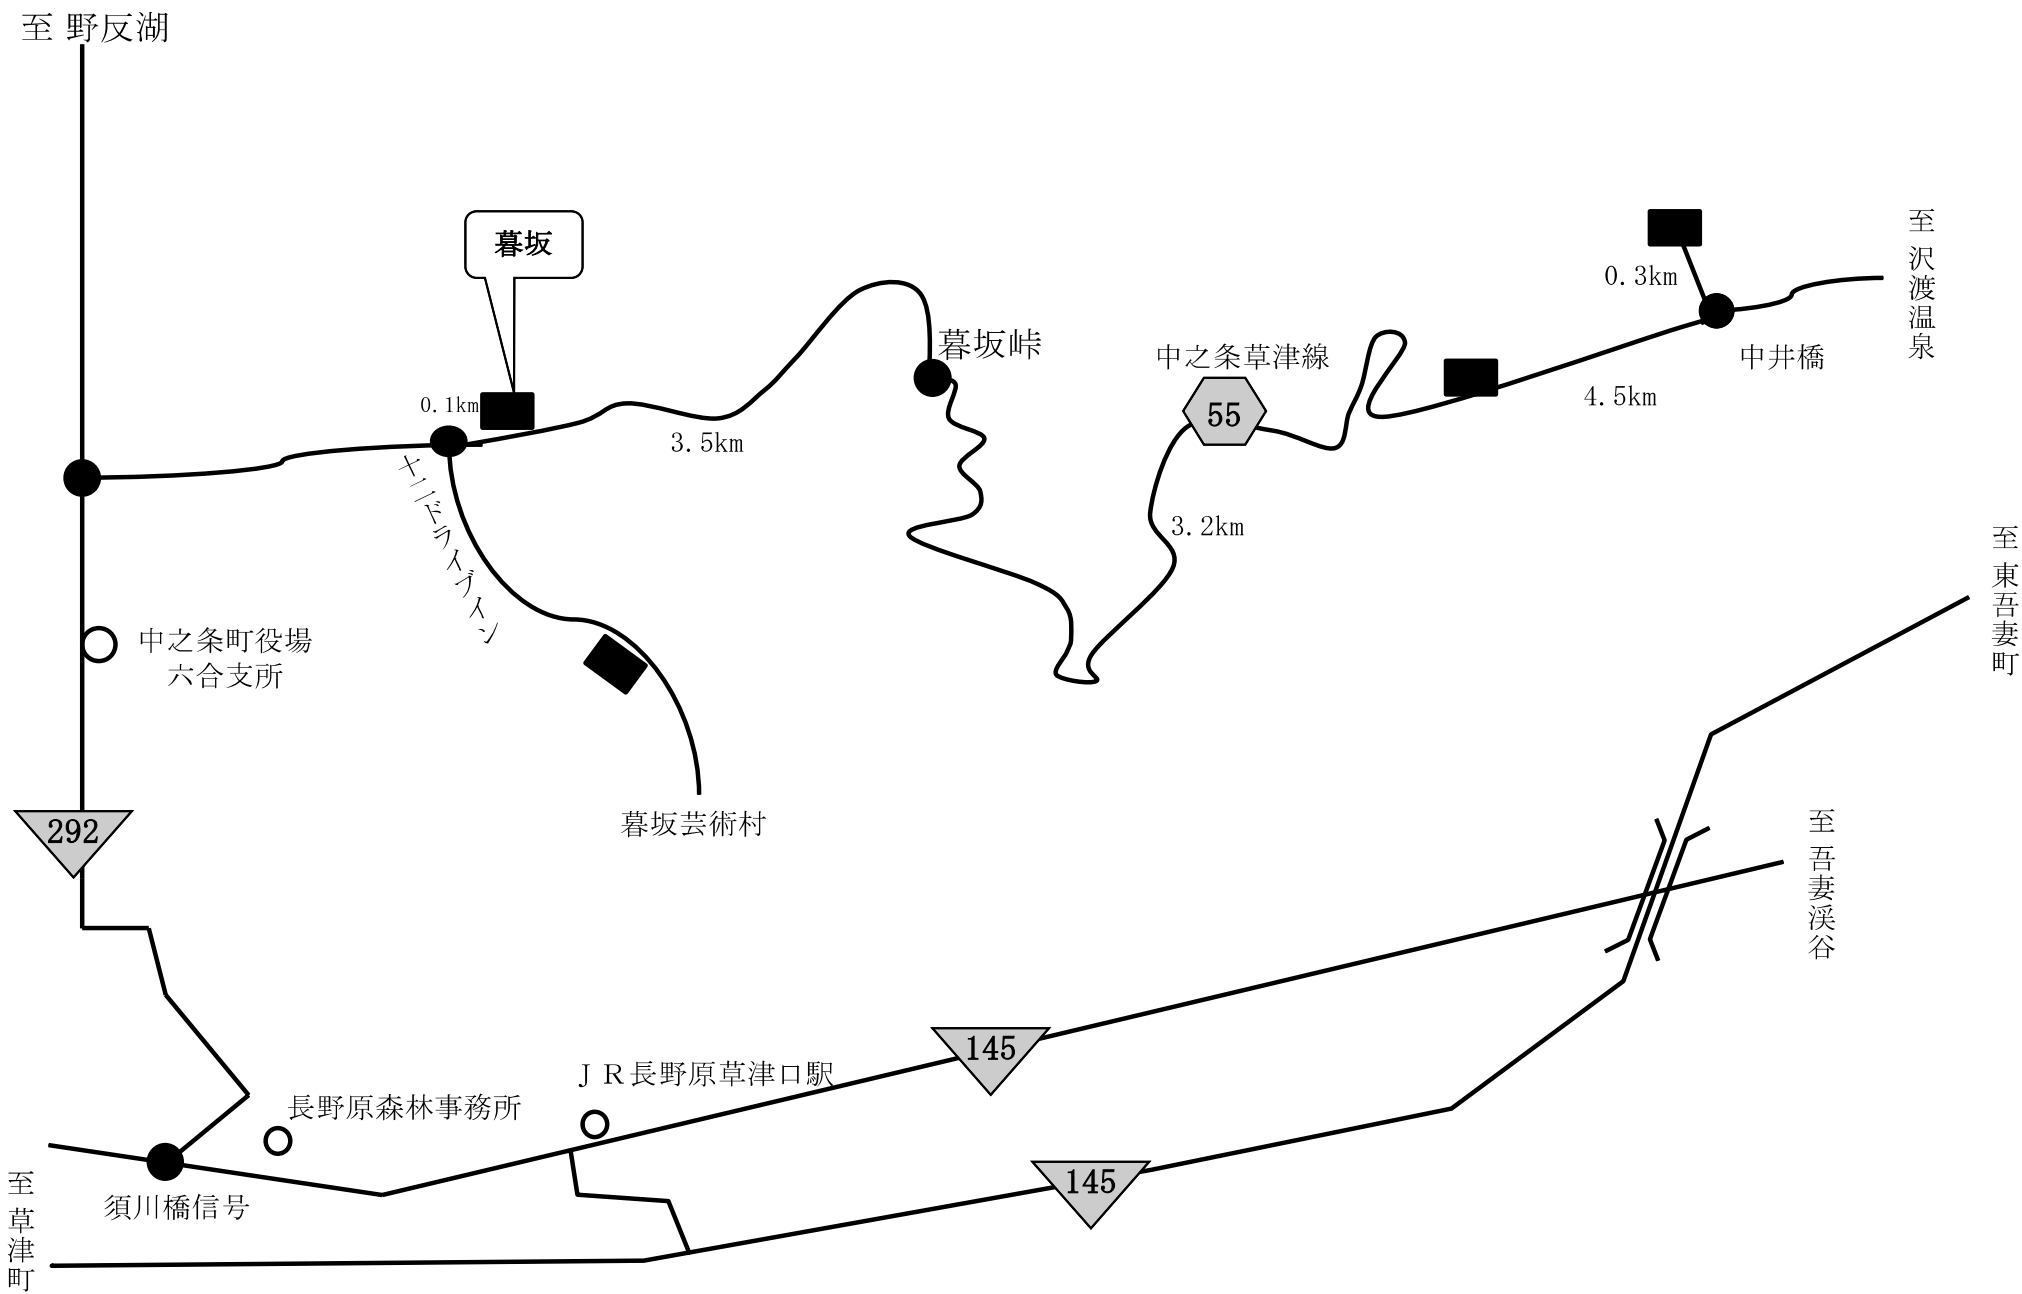 至 野反湖
暮坂
至 沢渡温泉
0.3km
暮坂峠
中之条草津線
中井橋
4.5km
0.1km
55
3.5km
十二ドライブイン
3.2km
至 東吾妻町
中之条町役場
六合支所
292
暮坂芸術村
至 吾妻渓谷
145
JR長野原草津口駅
長野原森林事務所
145
須川橋信号
至 草津町